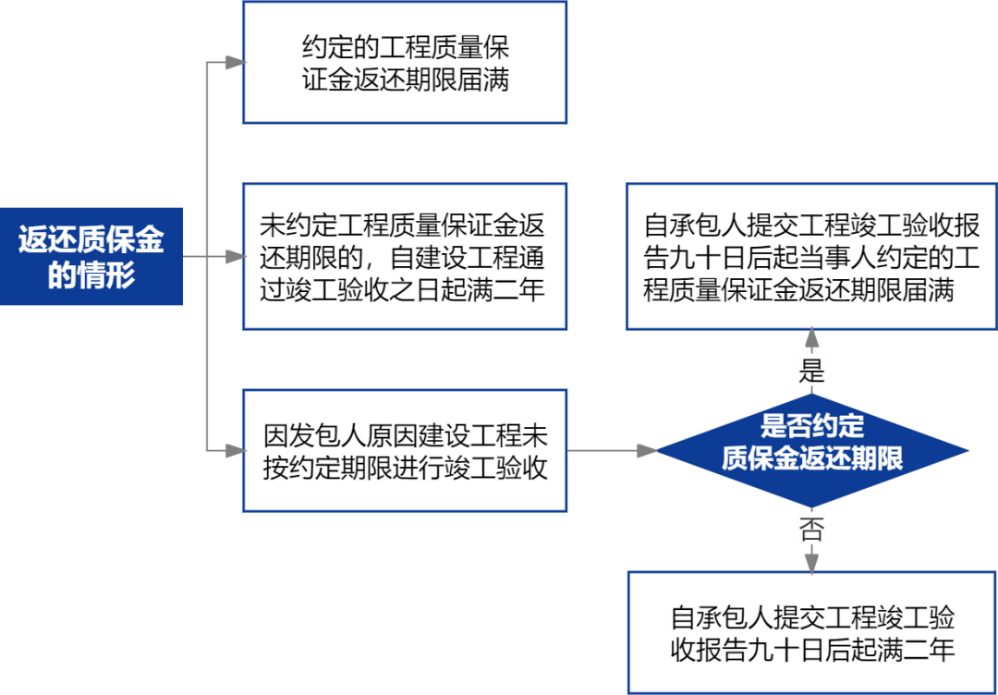 返还质保金
的情形
约定的工程质量保
证金返还期限届满
未约定工程质量保证金返
还期限的，自建设工程通
过竣工验收之日起满二年
因发包人原因建设工程未
按约定期限进行竣工验收
是否约定
质保金返还期限
是
自承包人提交工程竣工验收报
告九十日后起当事人约定的工
程质量保证金返还期限届满
否
自承包人提交工程竣工验
收报告九十日后起满二年